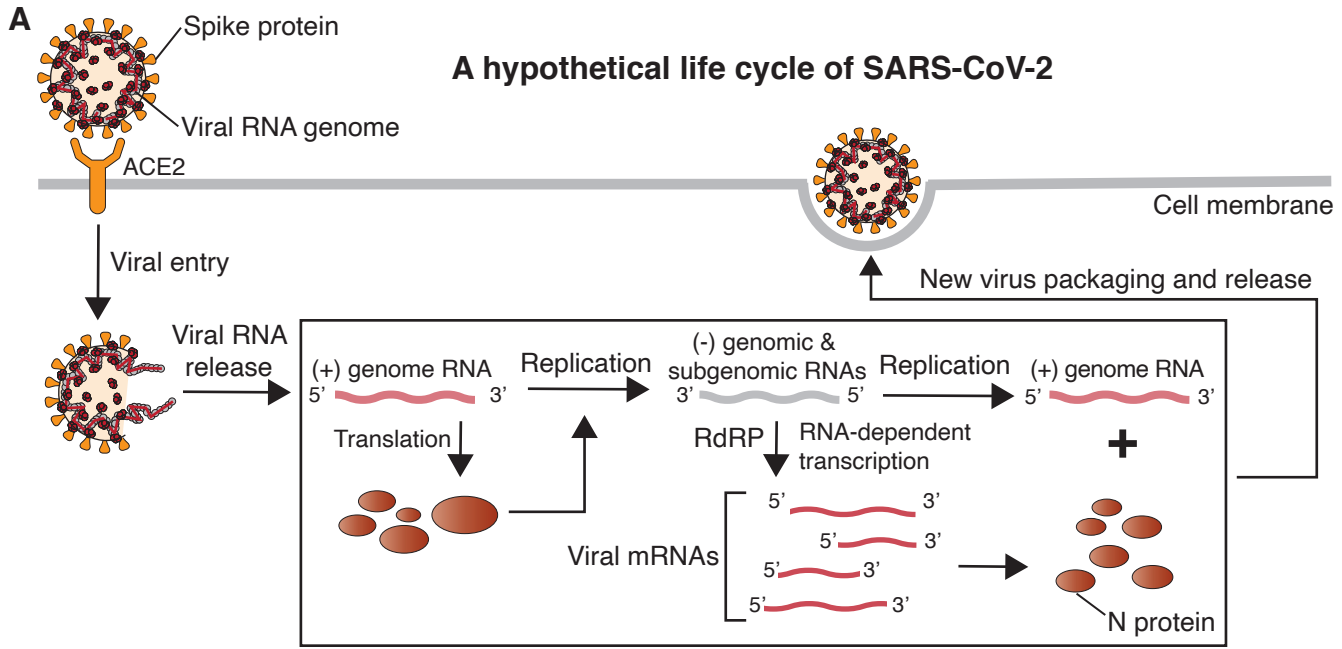 A
Spike protein
A hypothetical life cycle of SARS-CoV-2
Viral RNA genome
ACE2
Cell membrane
Viral entry
New virus packaging and release
Viral RNA
release
(+) genome RNA
5’ 3’
Replication
(-) genomic &
subgenomic RNAs
3’ 5’
Replication
(+) genome RNA
5’ 3’
Translation
RdRP
RNA-dependent
transcription
+
Viral mRNAs
5’ 3’
5’ 3’
5’ 3’
5’ 3’
N protein